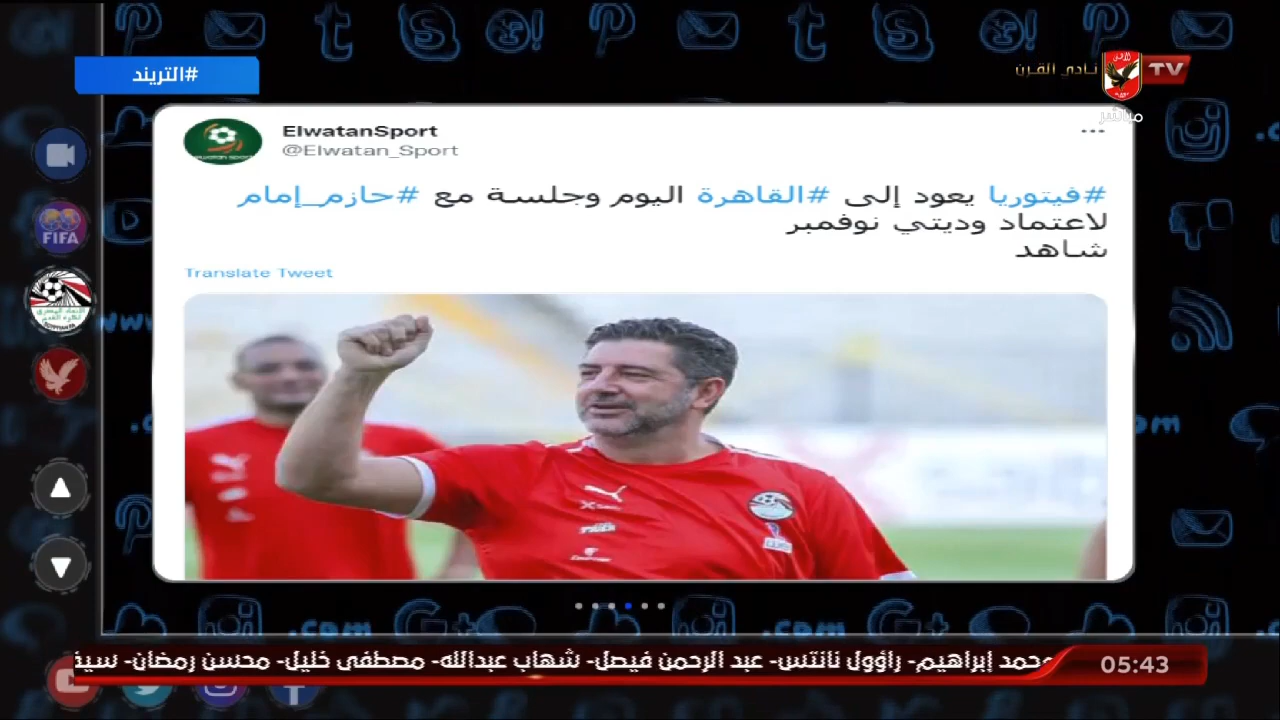 #التريند
نادي القرن
TV
مباشر
ElwatanSport
@Elwatan_Sport
#فيتوريا يعود إلى #القاهرة اليوم وجلسة مع #حازم_إمام
لاعتماد وديتي نوفمبر
شاهد
Translate Tweet
FIFA
محمد إبراهيم- راؤول نانتس- عبد الرحمن فيصل- شهاب عبدالله- مصطفى خليل- محسن رمضان-
05:43